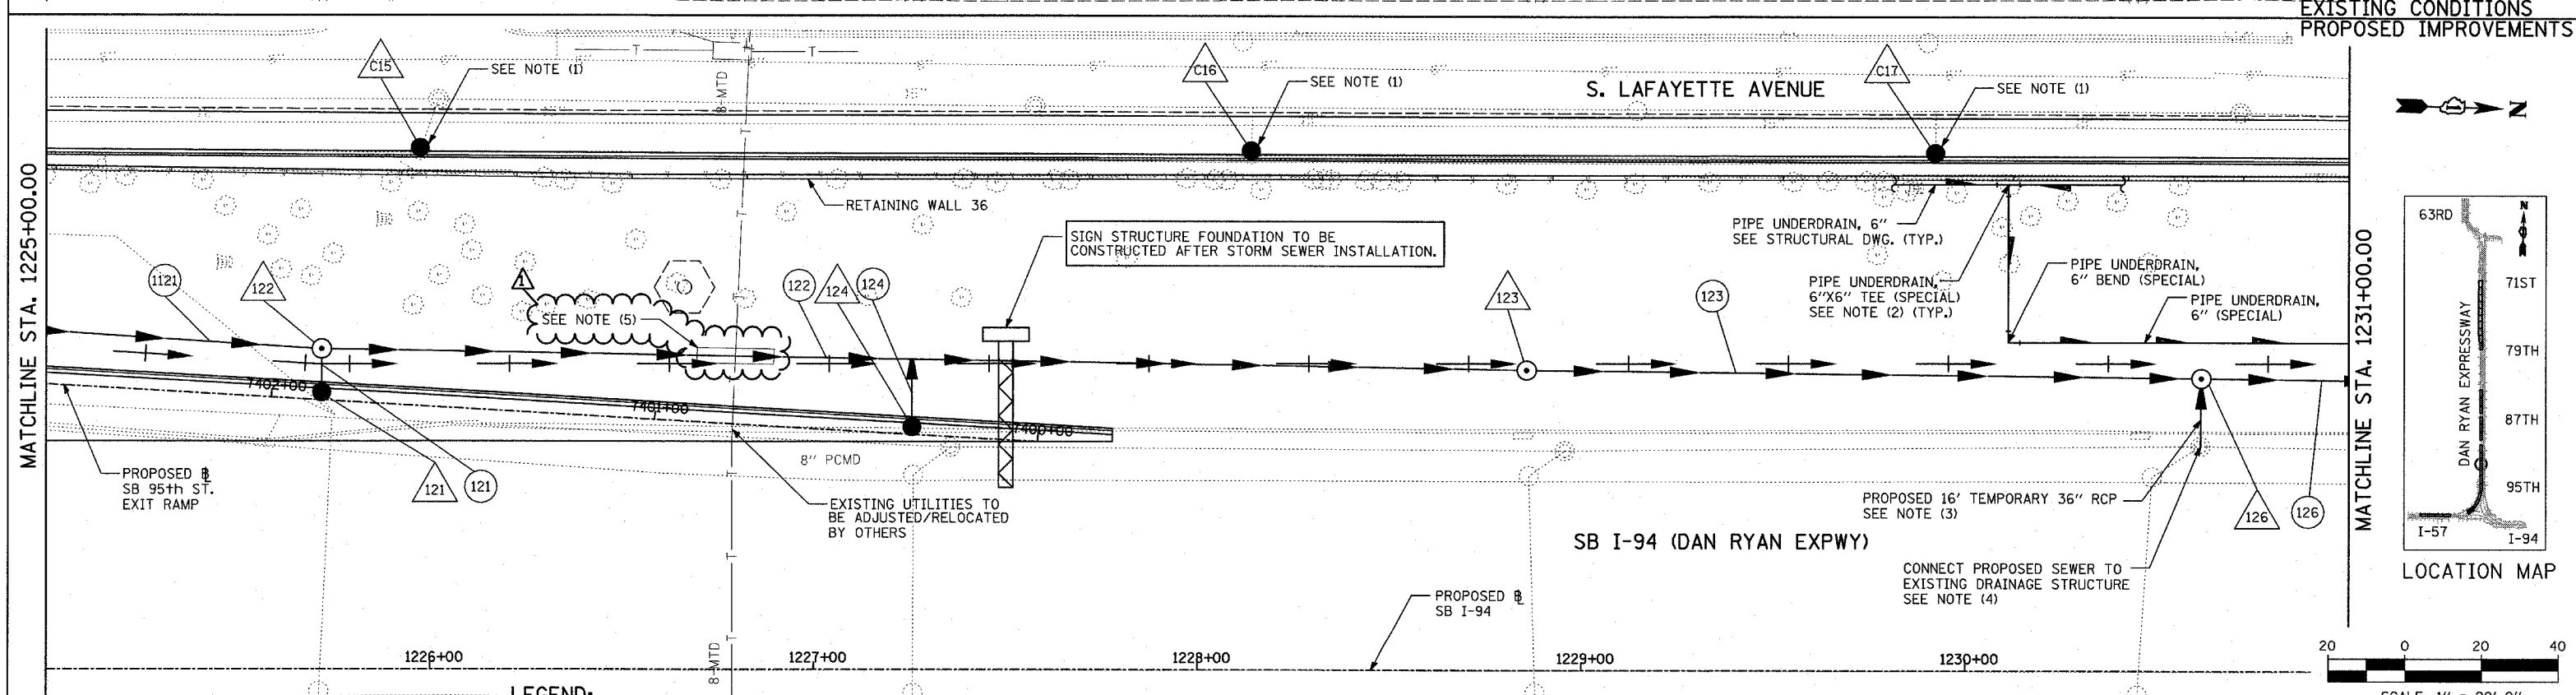 EXISTING CONDITIONS
PROPOSED IMPROVEMENTS
C15
SEE NOTE (1)
T
T
8-MTD
C16
SEE NOTE (1)
S. LAFAYETTE AVENUE
C17
SEE NOTE (1)
N
MATCHLINE STA. 1225+00.00
RETAINING WALL 36
SIGN STRUCTURE FOUNDATION TO BE
CONSTRUCTED AFTER STORM SEWER INSTALLATION.
PIPE UNDERDRAIN, 6"
SEE STRUCTURAL DWG. (TYP.)
PIPE UNDERDRAIN,
6"X6" TEE (SPECIAL)
SEE NOTE (2) (TYP.)
PIPE UNDERDRAIN,
6" BEND (SPECIAL)
PIPE UNDERDRAIN,
6" (SPECIAL)
MATCHLINE STA. 1231+00.00
1121
122
1
SEE NOTE (5)
122
124
124
123
123
7402+00
7401+00
7400+00
PROPOSED ℄
SB 95th ST.
EXIT RAMP
121
121
8" PCMD
EXISTING UTILITIES TO
BE ADJUSTED/RELOCATED
BY OTHERS
PROPOSED 16' TEMPORARY 36" RCP
SEE NOTE (3)
126
126
SB I-94 (DAN RYAN EXPWY)
CONNECT PROPOSED SEWER TO
EXISTING DRAINAGE STRUCTURE
SEE NOTE (4)
PROPOSED ℄
SB I-94
8-MTD
1226+00
1227+00
1228+00
1229+00
1230+00
LEGEND:
63RD
N
71ST
79TH
87TH
95TH
DAN RYAN EXPRESSWAY
I-57
I-94
LOCATION MAP
20
0
20
40